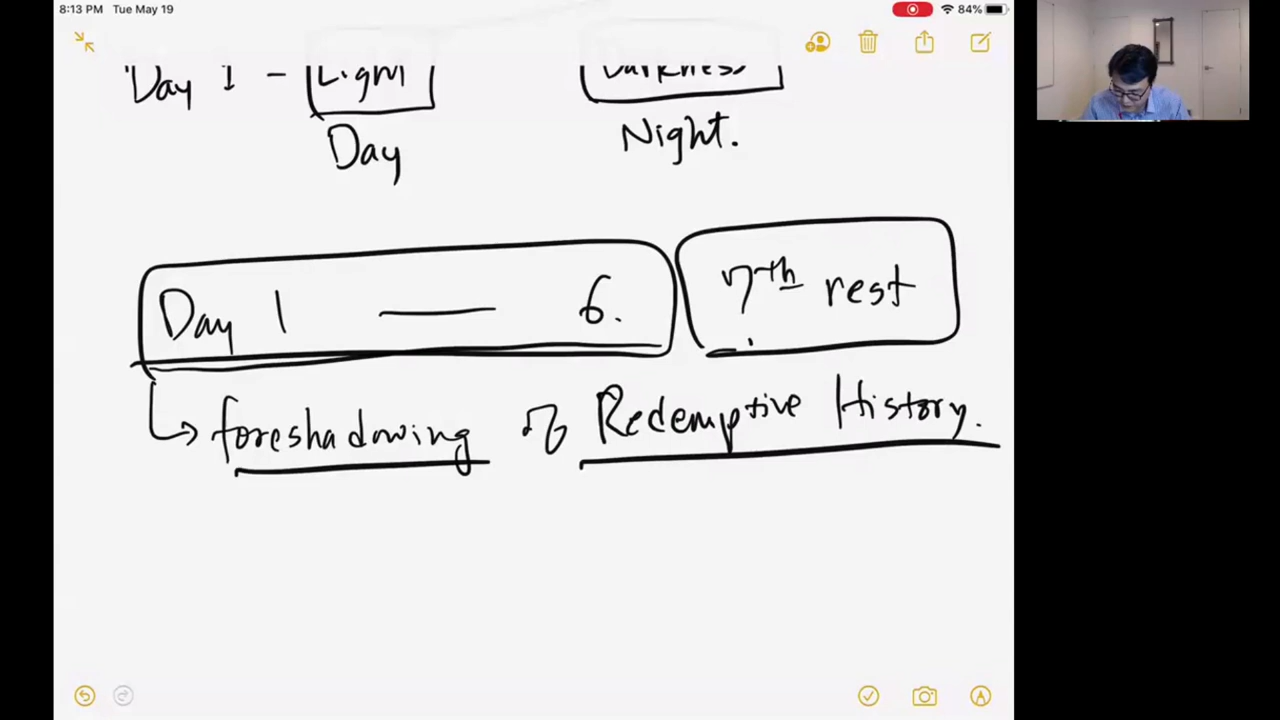 8:13 PM Tue May 19 84%
Day 1 - Light Darkness
Day Night.
Day 1 — 6. 7th rest
foreshadowing of Redemptive History.